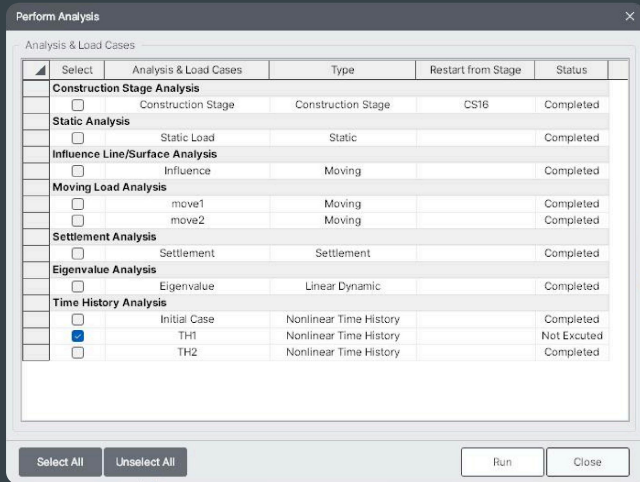 Perform Analysis
Analysis & Load Cases
Select Analysis & Load Cases Type Restart from Stage Status
Construction Stage Analysis
Construction Stage Construction Stage CS16 Completed
Static Analysis
Static Load Static Completed
Influence Line/Surface Analysis
Influence Moving Completed
Moving Load Analysis
move1 Moving Completed
move2 Moving Completed
Settlement Analysis
Settlement Settlement Completed
Eigenvalue Analysis
Eigenvalue Linear Dynamic Completed
Time History Analysis
Initial Case Nonlinear Time History Completed
TH1 Nonlinear Time History Not Excuted
TH2 Nonlinear Time History Completed
Select All Unselect All Run Close